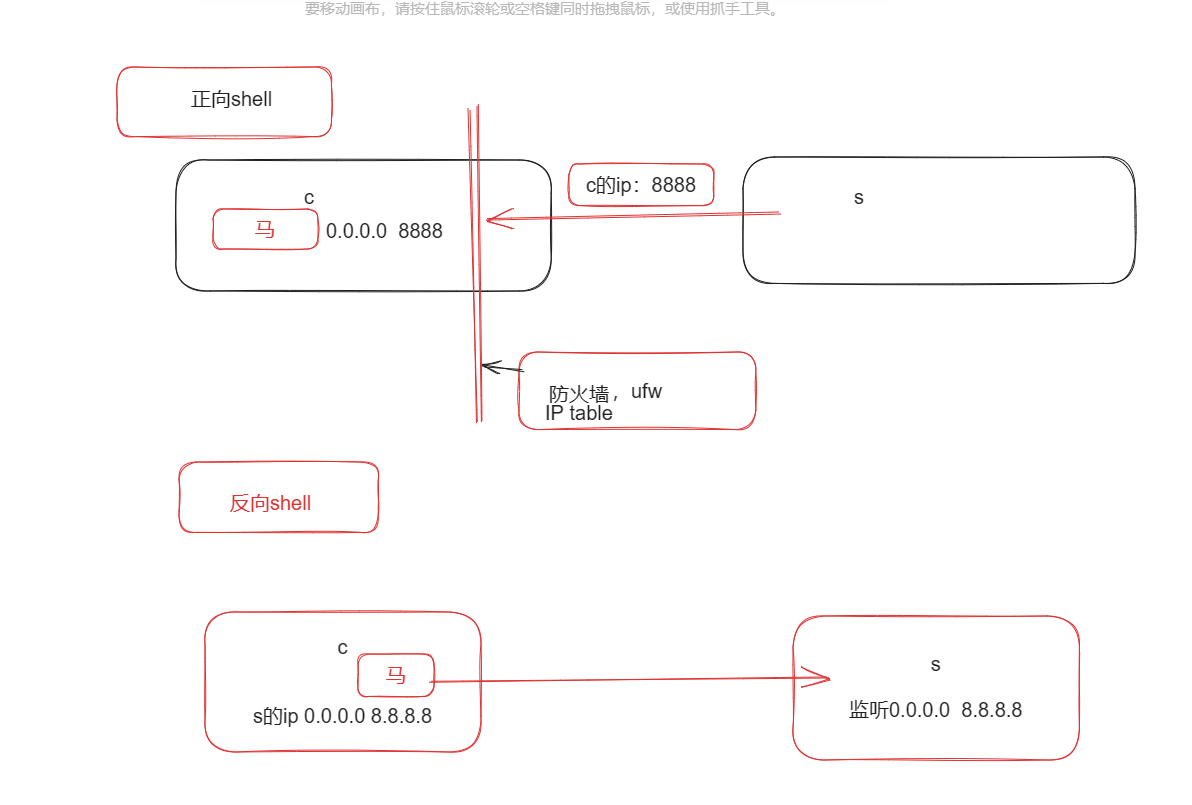 要移动画布，请按住鼠标滚轮或空格键同时拖拽鼠标，或使用抓手工具。
正向shell
c
马
0.0.0.0  8888
c的ip：8888
s
防火墙，ufw
IP table
反向shell
c
马
s的ip 0.0.0.0 8.8.8.8
s
监听0.0.0.0  8.8.8.8